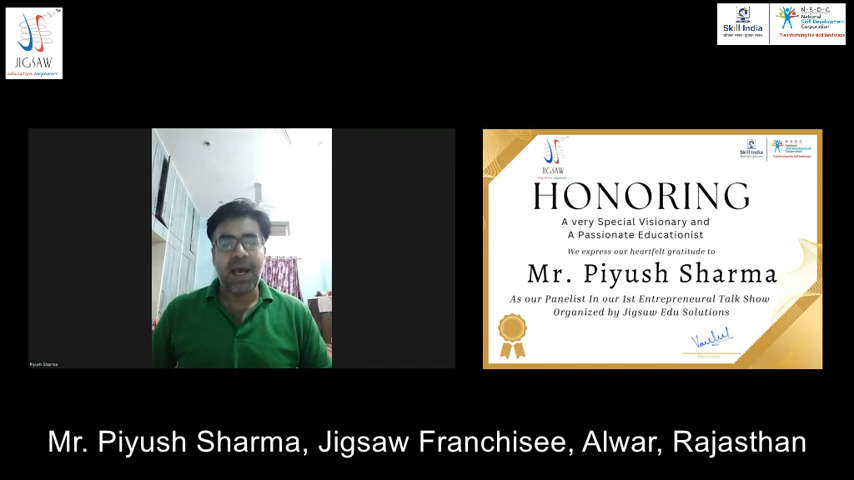 JIGSAW
education empower
Skill India
N·S·D·C
National
Skill Development
Corporation
Transforming the skill landscape
JIGSAW
Skill India
N·S·D·C
HONORING
A very Special Visionary and
A Passionate Educationist
We express our heartfelt gratitude to
Mr. Piyush Sharma
As our Panelist In our 1st Entrepreneural Talk Show
Organized by Jigsaw Edu Solutions
Piyush Sharma
Mr. Piyush Sharma, Jigsaw Franchisee, Alwar, Rajasthan